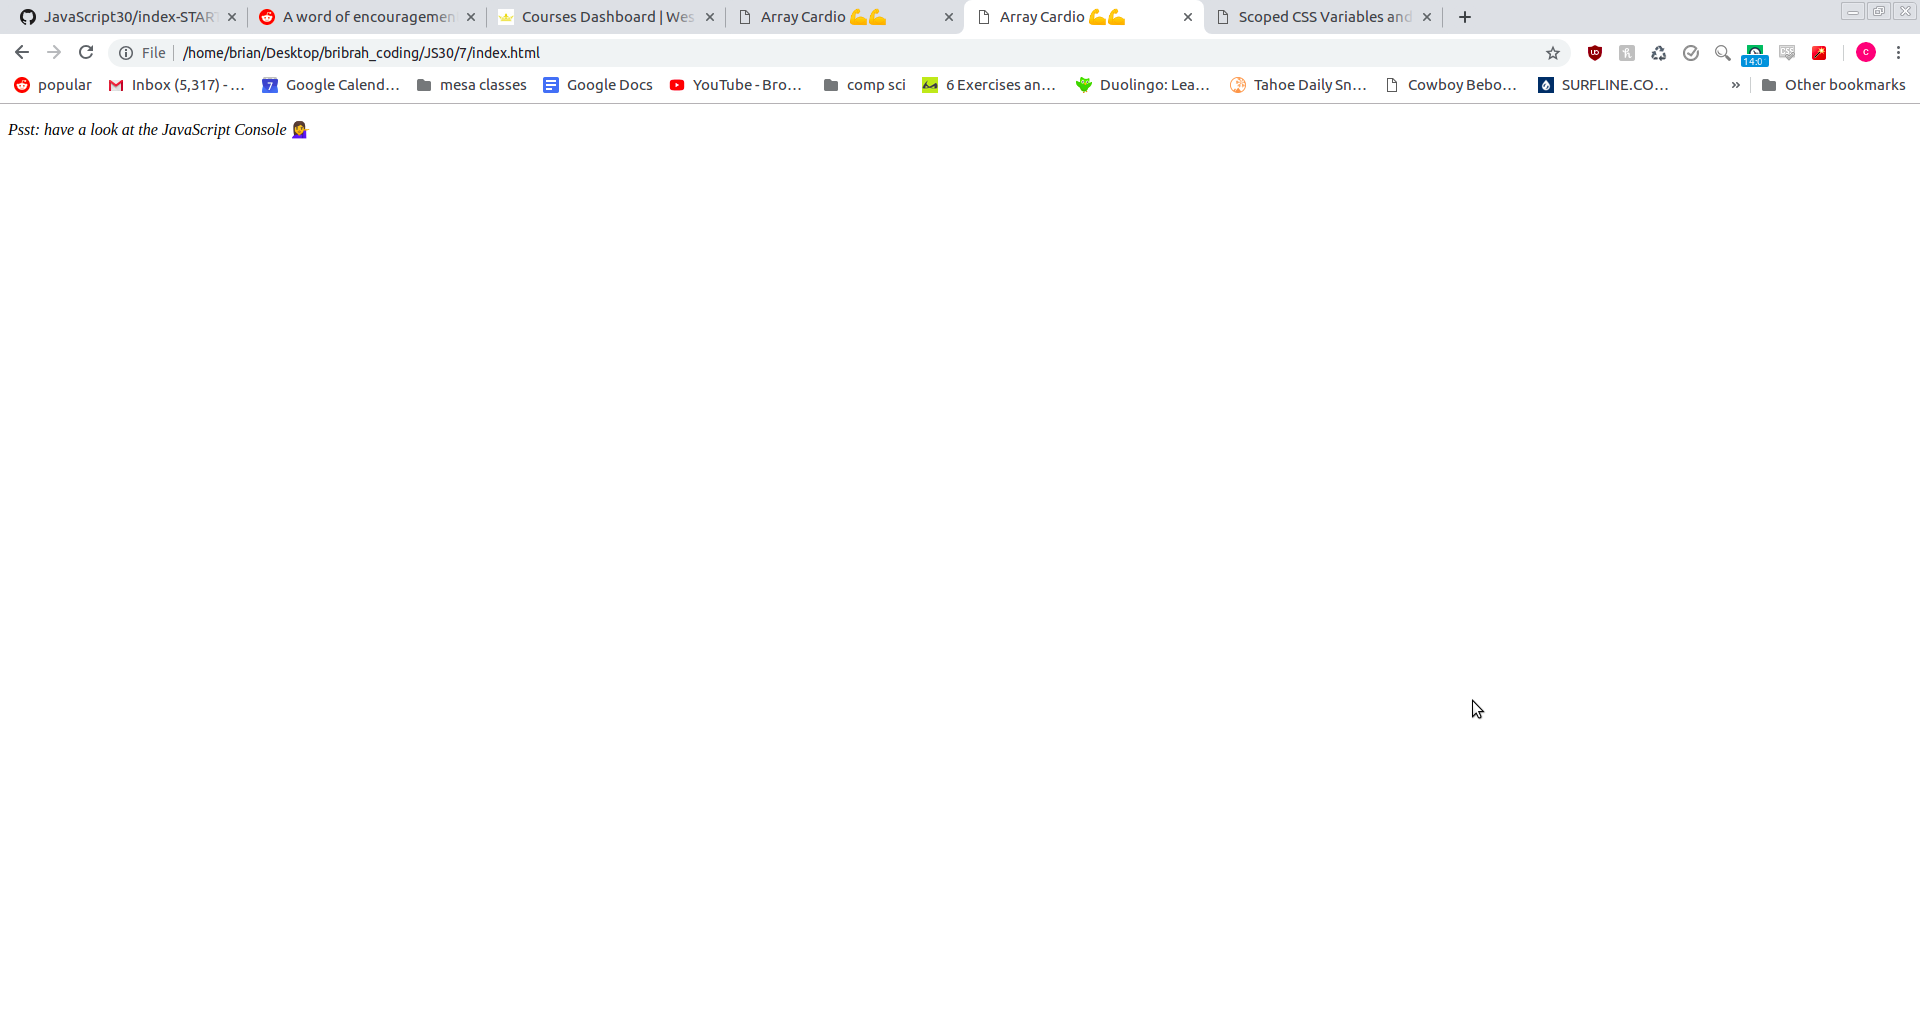 JavaScript30/index-START
A word of encouragemen
Courses Dashboard | Wes
Array Cardio 💪💪
Array Cardio 💪💪
Scoped CSS Variables and
File /home/brian/Desktop/bribrah_coding/JS30/7/index.html
14:0
C
popular
Inbox (5,317) - ...
Google Calend...
mesa classes
Google Docs
YouTube - Bro...
comp sci
6 Exercises an...
Duolingo: Lea...
Tahoe Daily Sn...
Cowboy Bebo...
SURFLINE.CO...
»
Other bookmarks
Psst: have a look at the JavaScript Console 💁